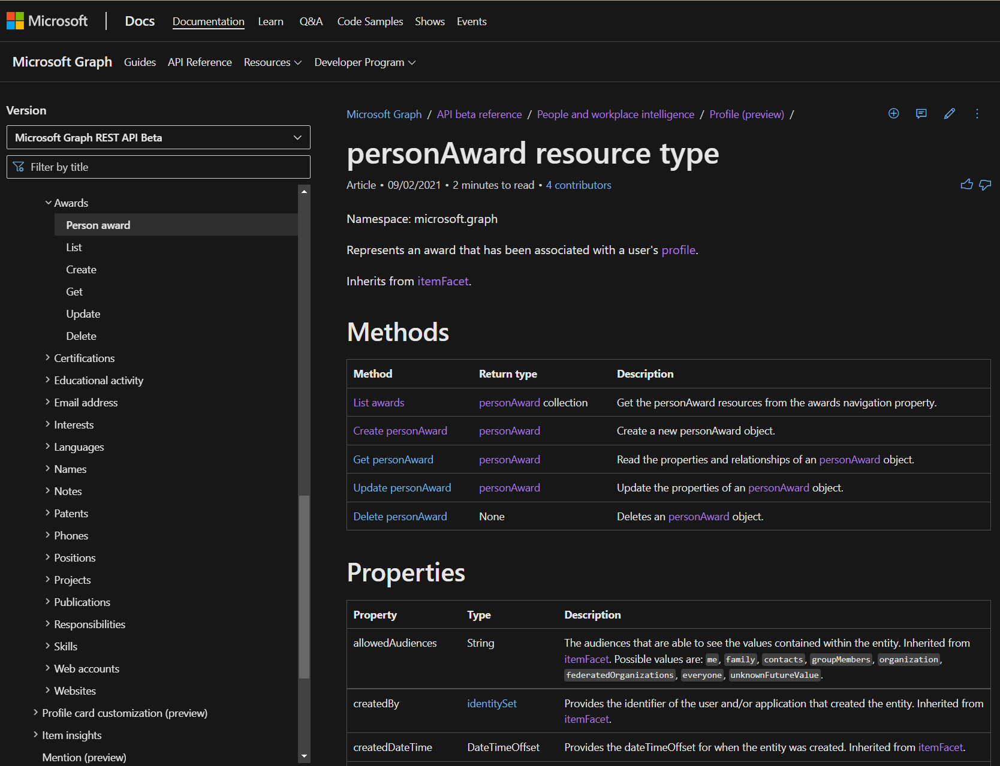 Microsoft | Docs Documentation Learn Q&A Code Samples Shows Events
Microsoft Graph Guides API Reference Resources Developer Program
Version
Microsoft Graph REST API Beta
Filter by title
Awards
Person award
List
Create
Get
Update
Delete
Certifications
Educational activity
Email address
Interests
Languages
Names
Notes
Patents
Phones
Positions
Projects
Publications
Responsibilities
Skills
Web accounts
Websites
Profile card customization (preview)
Item insights
Mention (preview)
Microsoft Graph / API beta reference / People and workplace intelligence / Profile (preview) /
personAward resource type
Article • 09/02/2021 • 2 minutes to read • 4 contributors
Namespace: microsoft.graph
Represents an award that has been associated with a user's profile.
Inherits from itemFacet.
Methods
Method Return type Description
List awards personAward collection Get the personAward resources from the awards navigation property.
Create personAward personAward Create a new personAward object.
Get personAward personAward Read the properties and relationships of an personAward object.
Update personAward personAward Update the properties of an personAward object.
Delete personAward None Deletes an personAward object.
Properties
Property Type Description
allowedAudiences String The audiences that are able to see the values contained within the entity. Inherited from
itemFacet. Possible values are: me, family, contacts, groupMembers, organization,
federatedOrganizations, everyone, unknownFutureValue.
createdBy identitySet Provides the identifier of the user and/or application that created the entity. Inherited from
itemFacet.
createdDateTime DateTimeOffset Provides the dateTimeOffset for when the entity was created. Inherited from itemFacet.